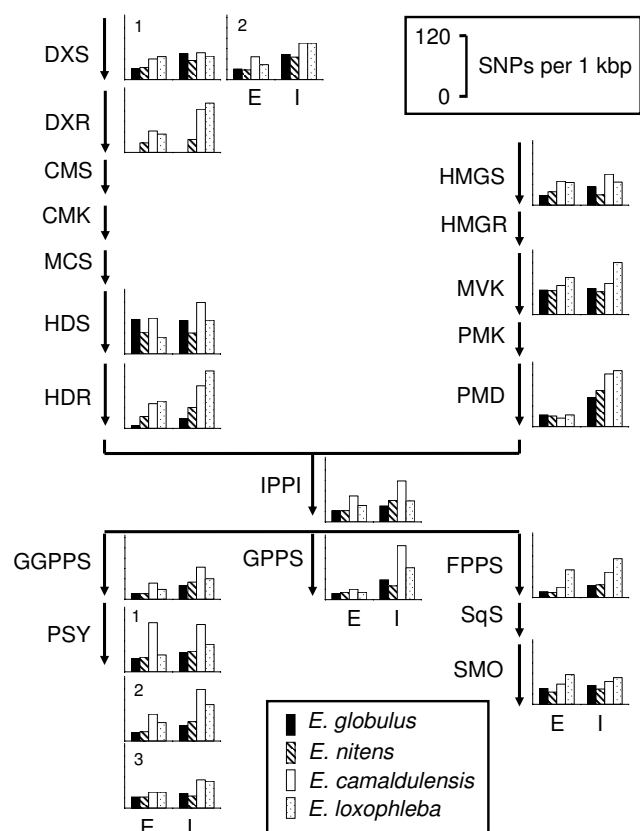 1
2
DXS
E I
120
SNPs per 1 kbp
0
DXR
CMS
CMK
MCS
HDS
HDR
HMGS
HMGR
MVK
PMK
PMD
IPPI
GGPPS
GPPS
E I
FPPS
PSY
1
2
3
E I
SqS
SMO
E I
E. globulus
E. nitens
E. camaldulensis
E. loxophleba